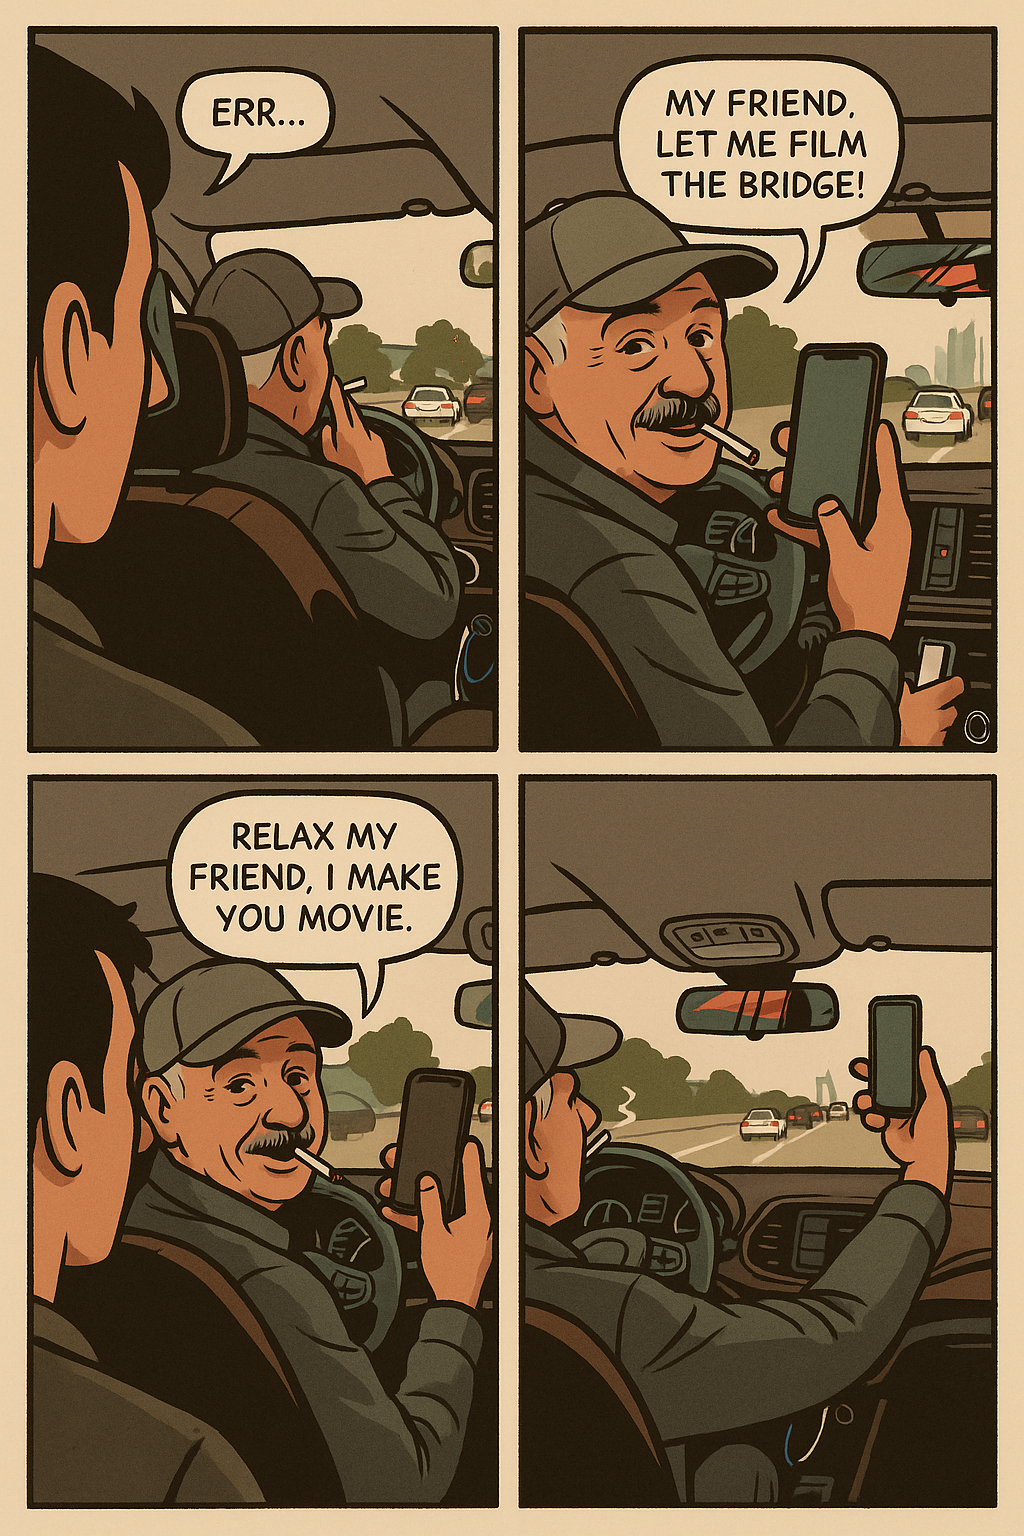 ERR...
MY FRIEND,
LET ME FILM
THE BRIDGE!
RELAX MY
FRIEND, I MAKE
YOU MOVIE.